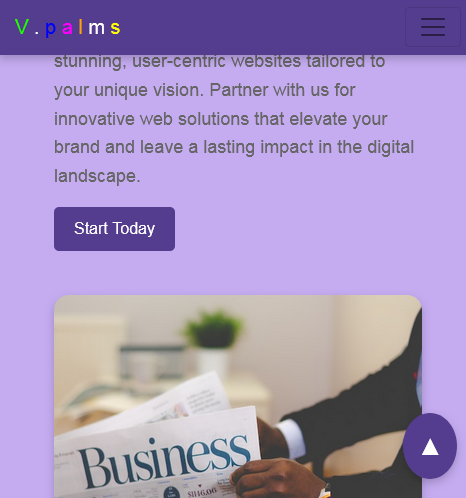 V.palms
stunning, user-centric websites tailored to
your unique vision. Partner with us for
innovative web solutions that elevate your
brand and leave a lasting impact in the digital
landscape.
Start Today
Business